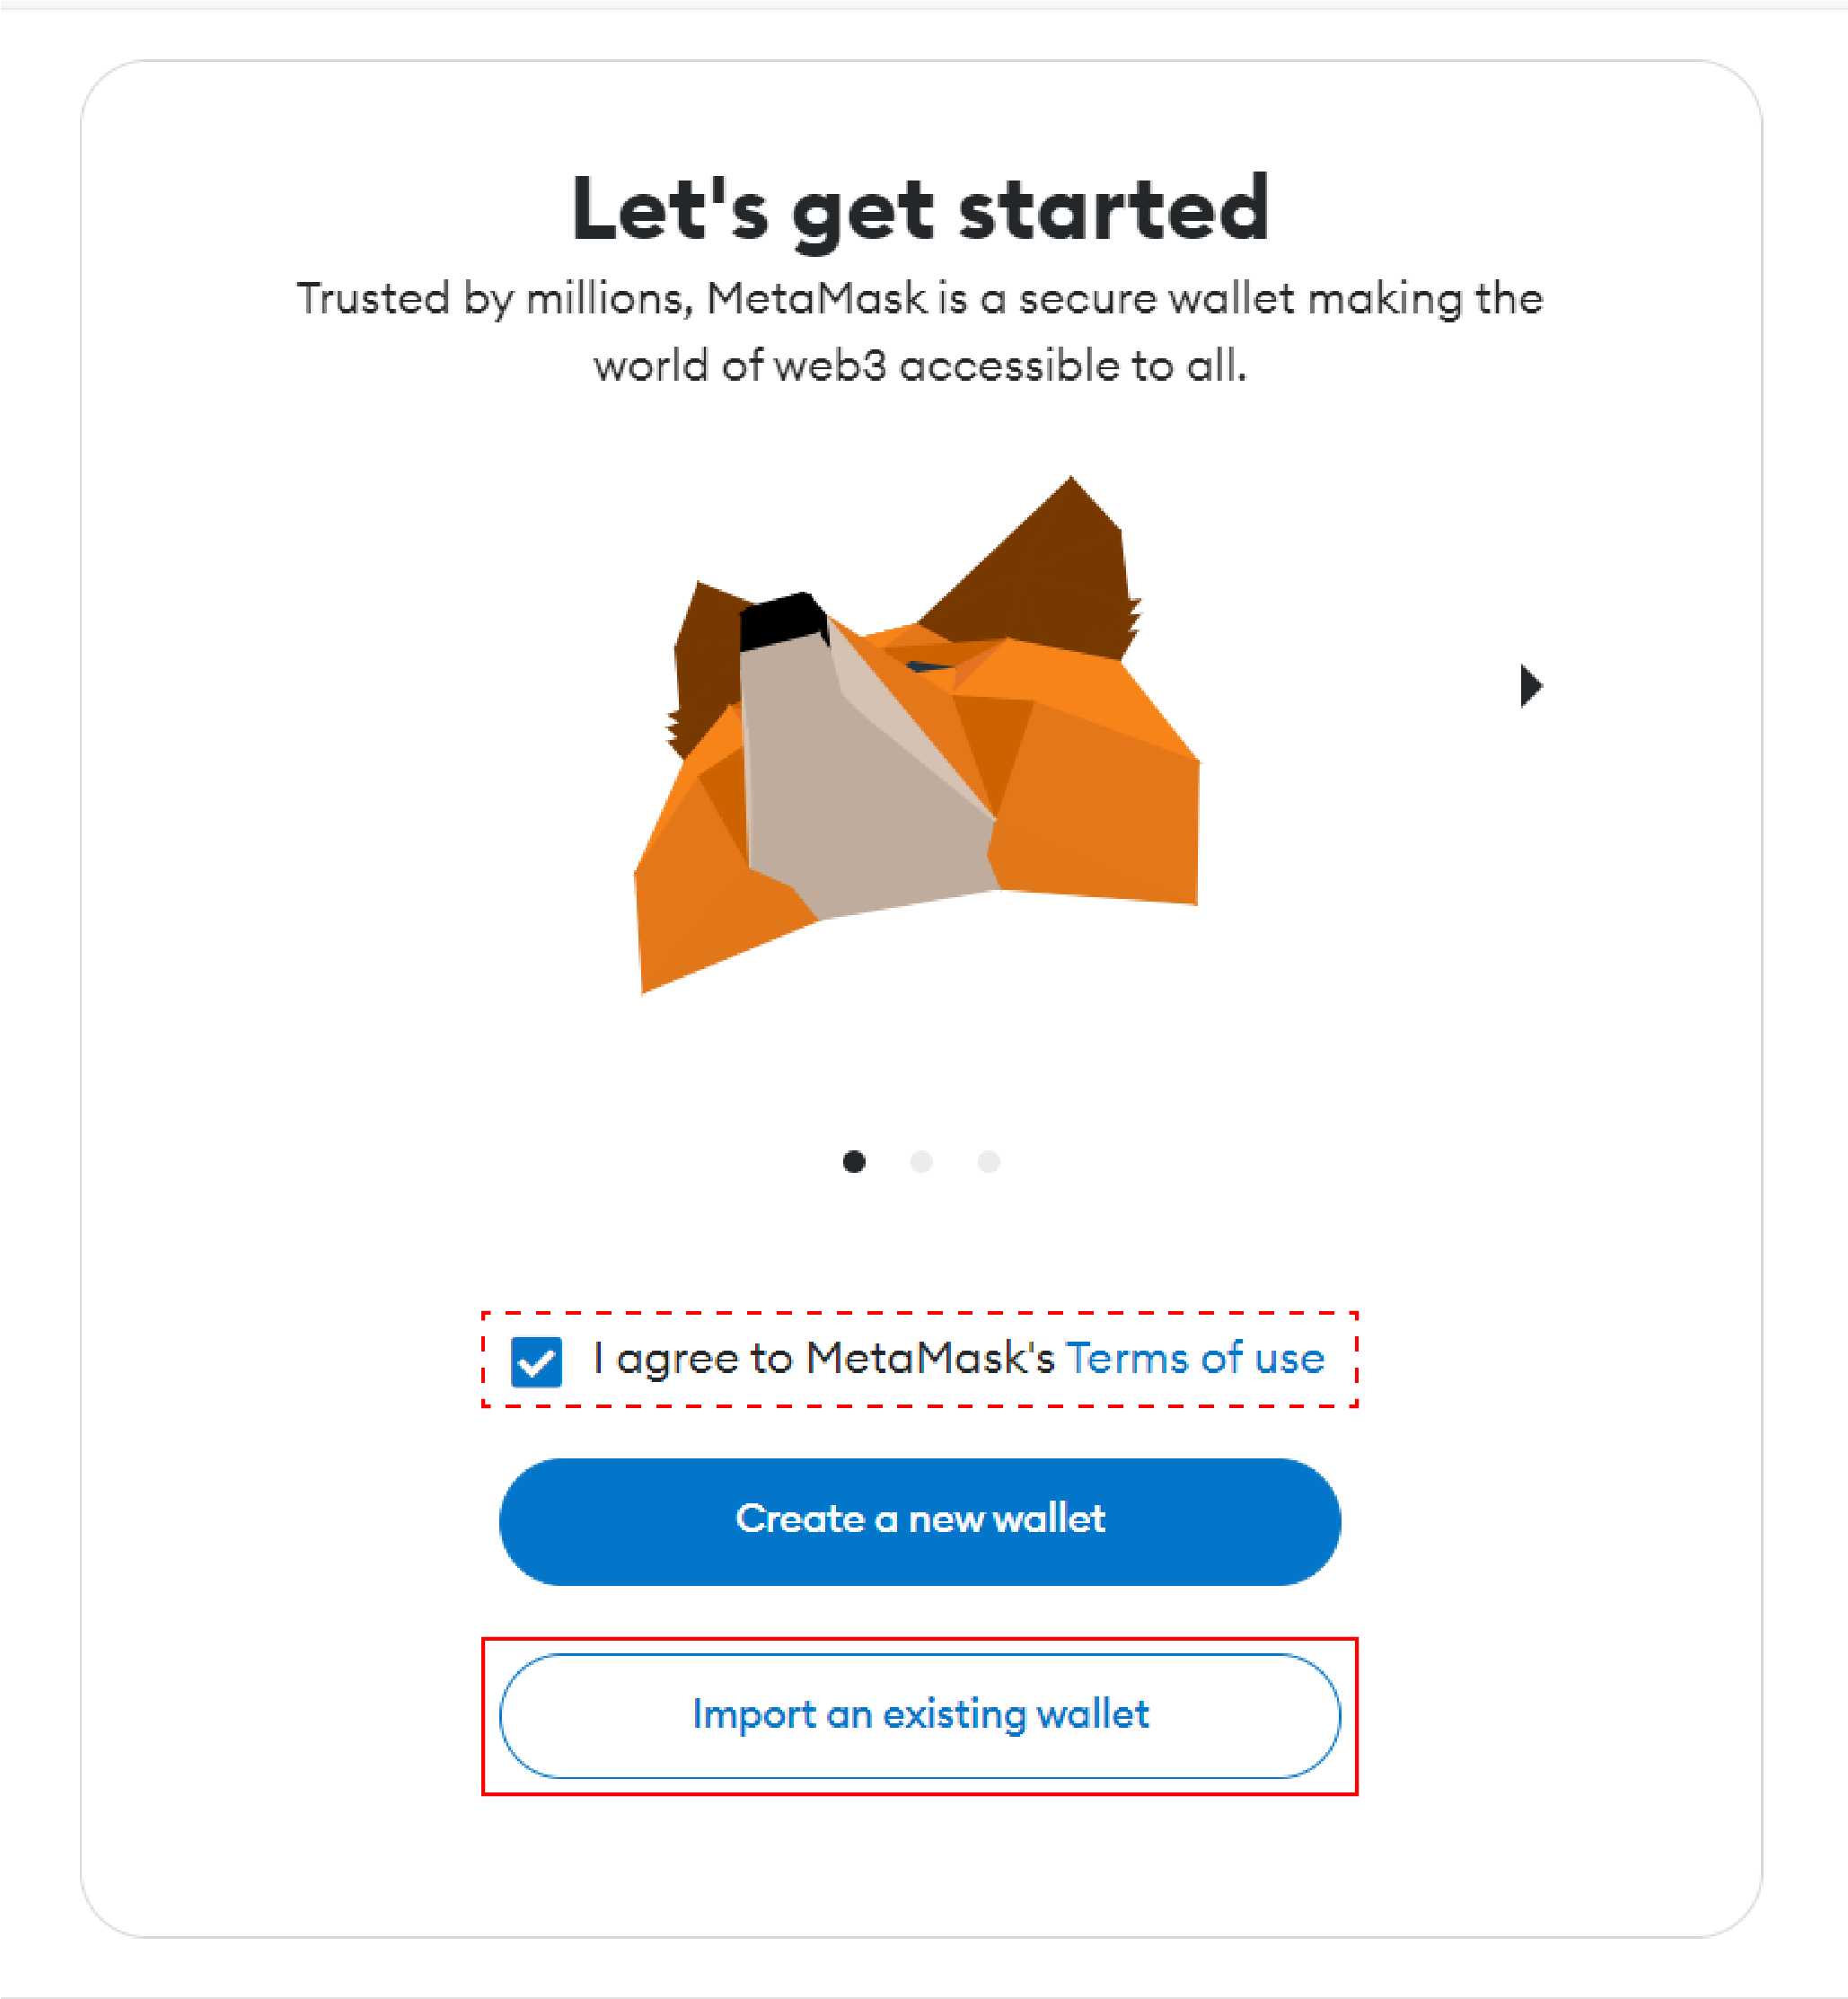 Let's get started
Trusted by millions, MetaMask is a secure wallet making the
world of web3 accessible to all.
I agree to MetaMask's Terms of use
Create a new wallet
Import an existing wallet